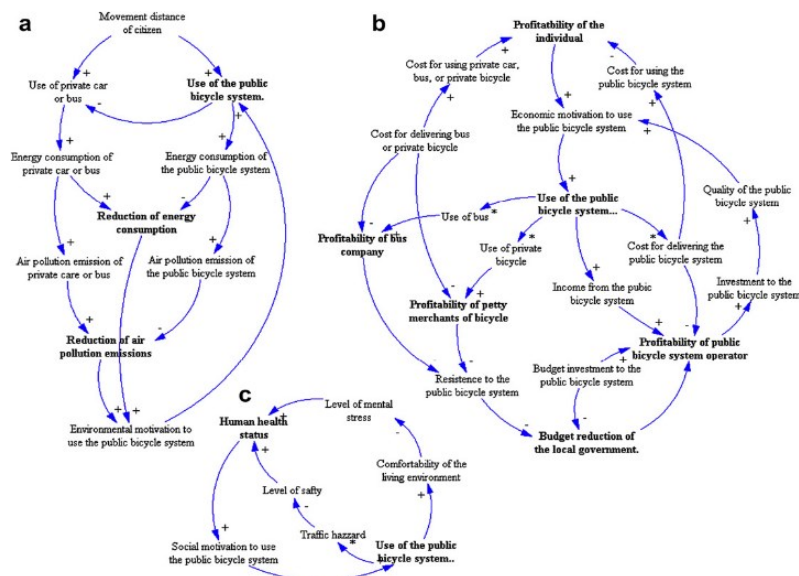 a
Movement distance
of citizen
Use of private car
or bus
Use of the public
bicycle system.
Energy consumption of
private car or bus
Energy consumption of
the public bicycle system
Reduction of energy
consumption
Air pollution emission of
private care or bus
Air pollution emission of
the public bicycle system
Reduction of air
pollution emissions
Environmental motivation to
use the public bicycle system
b
Profitability of the
individual
Cost for using private car,
bus, or private bicycle
Cost for using the
public bicycle system
Economic motivation to use
the public bicycle system
Cost for delivering bus
or private bicycle
Quality of the public
bicycle system
Use of the public
bicycle system...
Use of bus
Profitability of bus
company
Use of private
bicycle
Cost for delivering the
public bicycle system
Income from the pubic
bicycle system
Investment to the
public bicycle system
Profitability of petty
merchants of bicycle
Profitability of public
bicycle system operator
Resistence to the
public bicycle system
Budget investment to the
public bicycle system
Budget reduction of
the local government.
c
Level of mental
stress
Human health
status
Comfortability of the
living environment
Level of safty
Traffic hazzard
Use of the public
bicycle system..
Social motivation to use
the public bicycle system